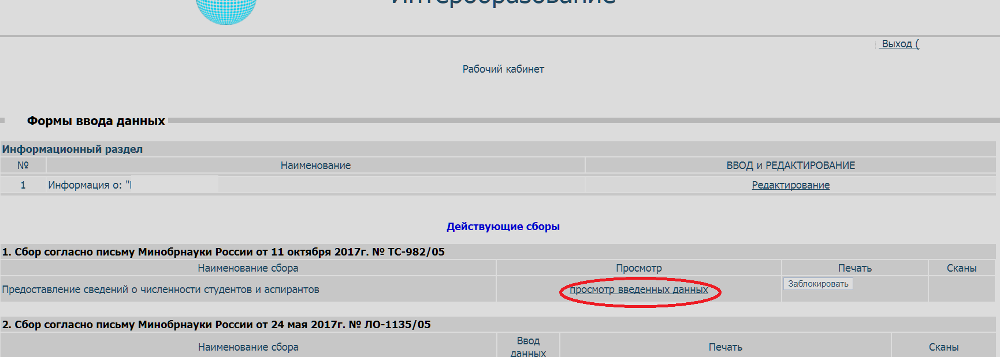 Интерообразование
Выход (
Рабочий кабинет
Формы ввода данных
Информационный раздел
№ Наименование ВВОД и РЕДАКТИРОВАНИЕ
1 Информация о: " Редактирование
Действующие сборы
1. Сбор согласно письму Минобрнауки России от 11 октября 2017г. № ТС-982/05
Наименование сбора Просмотр Печать Сканы
Предоставление сведений о численности студентов и аспирантов просмотр введенных данных Заблокировать
2. Сбор согласно письму Минобрнауки России от 24 мая 2017г. № ЛО-1135/05
Наименование сбора Ввод данных Печать Сканы